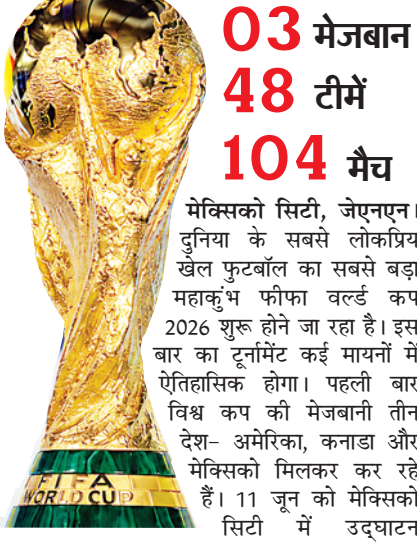 03 मेजबान
48 टीमें
104 मैच
मेक्सिको सिटी, जेएनएन।
दुनिया के सबसे लोकप्रिय
खेल फुटबॉल का सबसे बड़ा
महाकुंभ फीफा वर्ल्ड कप
2026 शुरू होने जा रहा है। इस
बार का टूर्नामेंट कई मायनों में
ऐतिहासिक होगा। पहली बार
विश्व कप की मेजबानी तीन
देश– अमेरिका, कनाडा और
मेक्सिको मिलकर कर रहे
हैं। 11 जून को मेक्सिको
सिटी में उद्घाटन
FIFA
WORLD CUP